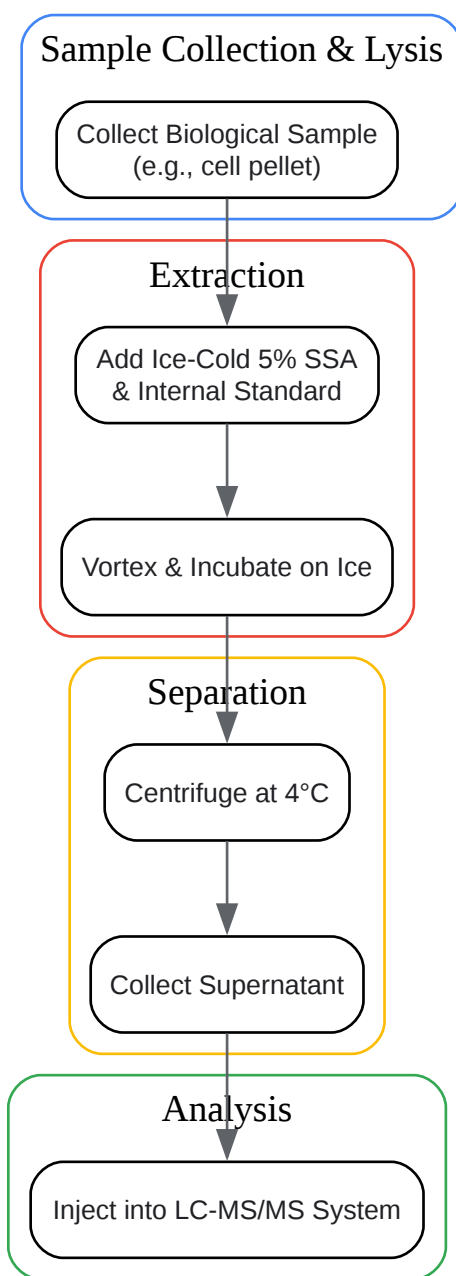 Sample Collection & Lysis
Collect Biological Sample
(e.g., cell pellet)
Extraction
Add Ice-Cold 5% SSA
& Internal Standard
Vortex & Incubate on Ice
Separation
Centrifuge at 4°C
Collect Supernatant
Analysis
Inject into LC-MS/MS System